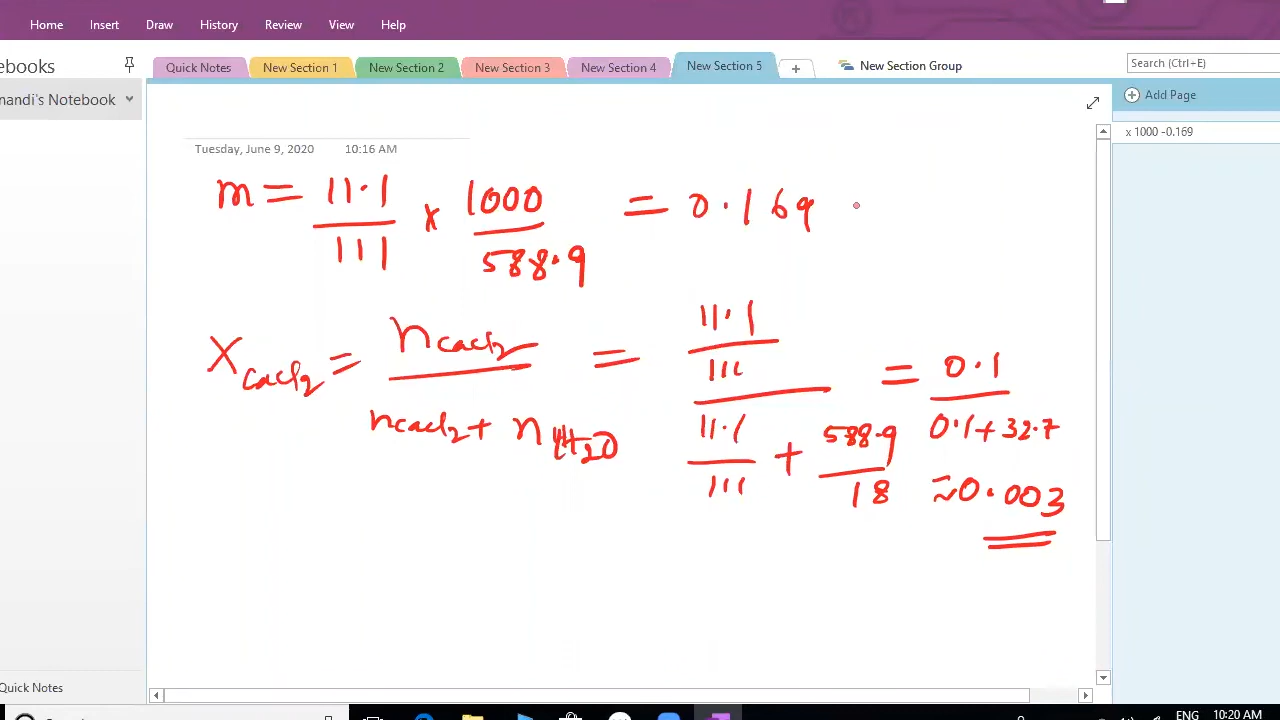 Home Insert Draw History Review View Help
ebooks
Quick Notes New Section 1 New Section 2 New Section 3 New Section 4 New Section 5 + New Section Group
Search (Ctrl+E)
nandi's Notebook
Add Page
x 1000 -0.169
Tuesday, June 9, 2020 10:16 AM
m = 11.1/111 x 1000/588.9 = 0.169
X CaCl2 = n CaCl2 / n CaCl2 + n H2O = 11.1/111 / 11.1/111 + 588.9/18 = 0.1 / 0.1 + 32.7
≈ 0.003
Quick Notes
ENG 10:20 AM